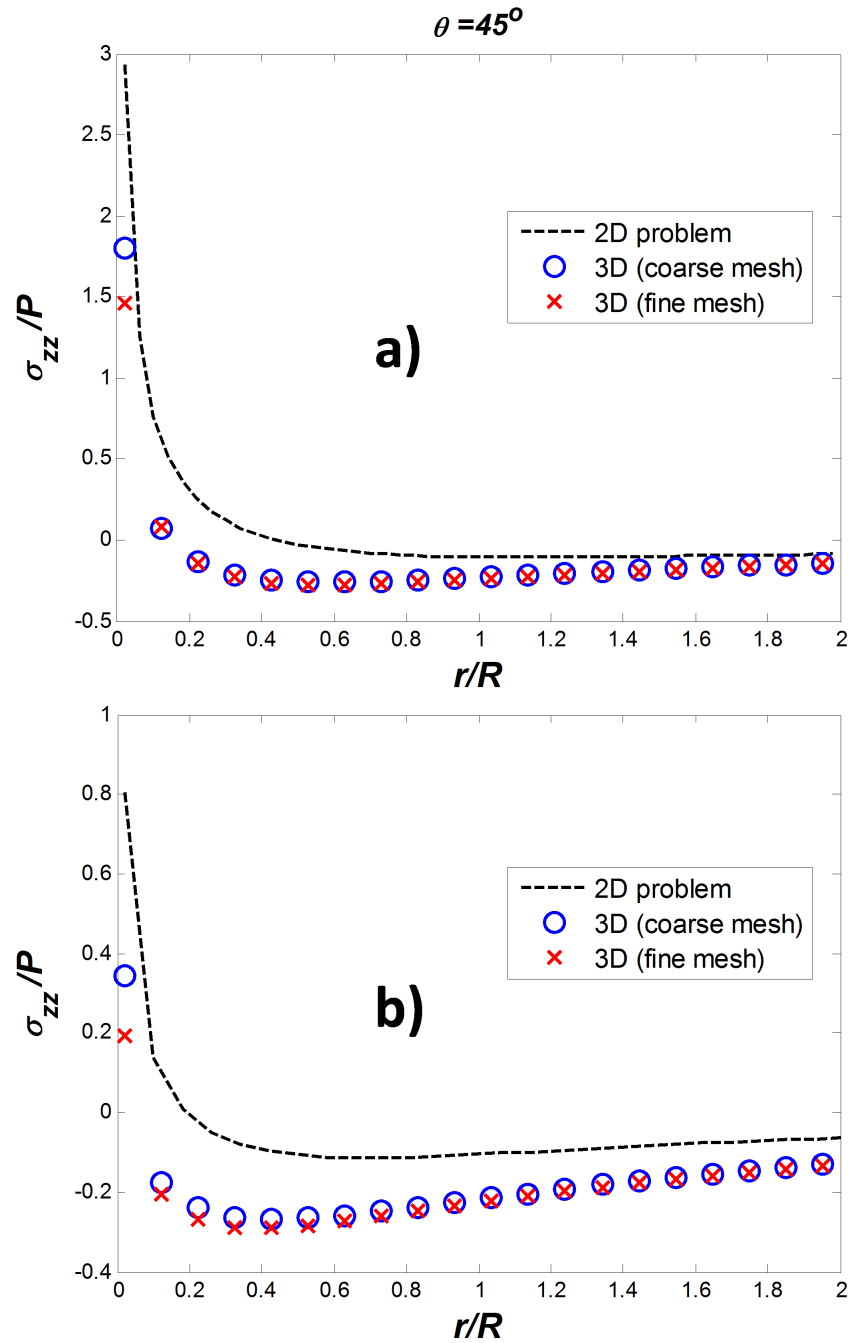 θ =45°
3
2.5
2
1.5
1
0.5
0
-0.5
σzz /P
2D problem
3D (coarse mesh)
3D (fine mesh)
a)
0 0.2 0.4 0.6 0.8 1 1.2 1.4 1.6 1.8 2
r/R
1
0.8
0.6
0.4
0.2
0
-0.2
-0.4
σzz /P
2D problem
3D (coarse mesh)
3D (fine mesh)
b)
0 0.2 0.4 0.6 0.8 1 1.2 1.4 1.6 1.8 2
r/R